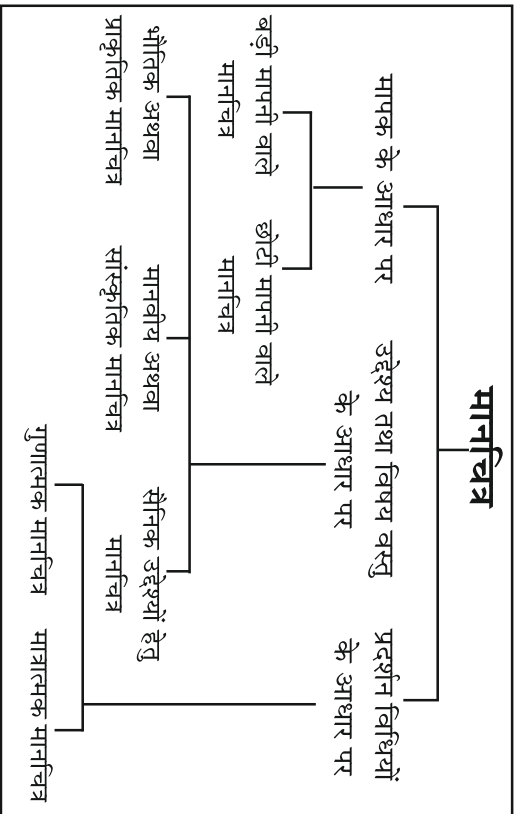 मानचित्र
मापक के आधार पर
बड़ी मापनी वाले
मानचित्र
छोटी मापनी वाले
मानचित्र
उद्देश्य तथा विषय वस्तु
के आधार पर
भौतिक अथवा
प्राकृतिक मानचित्र
मानवीय अथवा
सांस्कृतिक मानचित्र
सैनिक उद्देश्यों हेतु
मानचित्र
प्रदर्शन विधियों
के आधार पर
गुणात्मक मानचित्र
मात्रात्मक मानचित्र